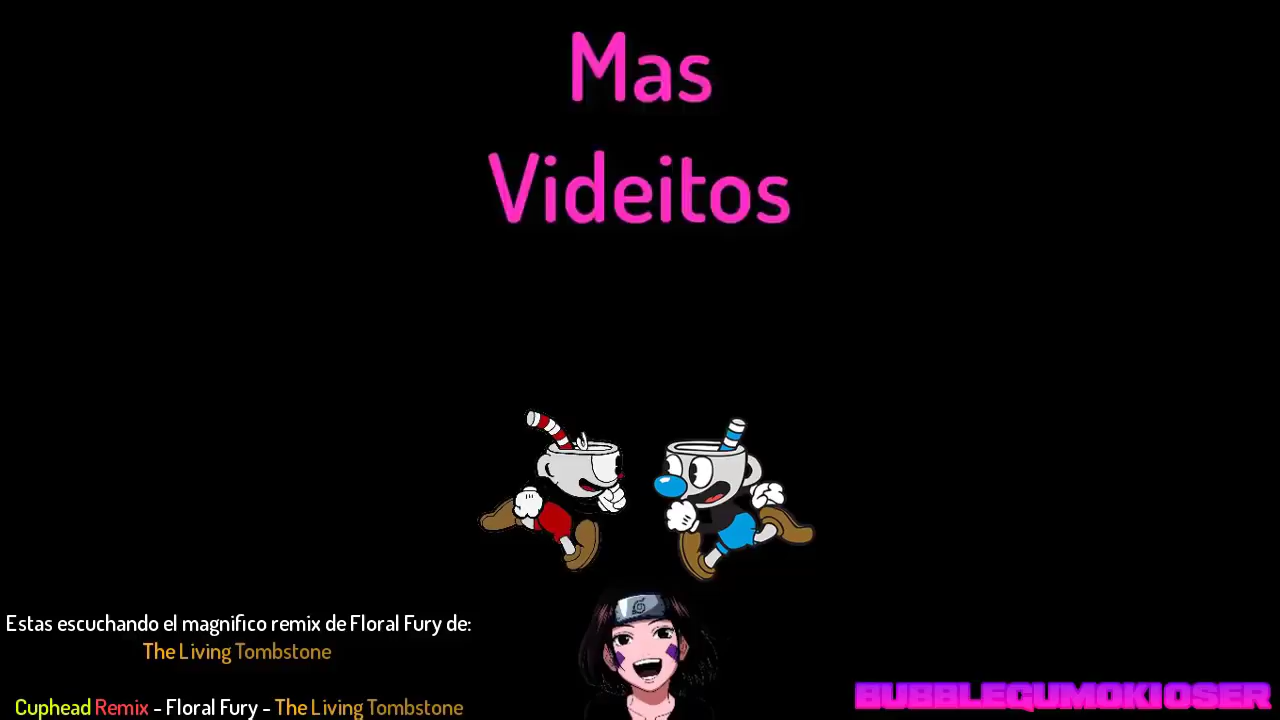 Mas
Videitos
Estas escuchando el magnifico remix de Floral Fury de:
The Living Tombstone
Cuphead Remix - Floral Fury - The Living Tombstone
BUBBLEGUMOKIOSER